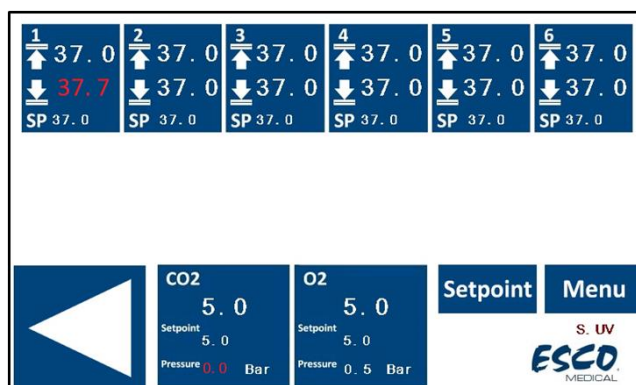 1 2 3 4 5 6
37.0 37.0 37.0 37.0 37.0 37.0
37.7 37.0 37.0 37.0 37.0 37.0
SP 37.0 SP 37.0 SP 37.0 SP 37.0 SP 37.0 SP 37.0
CO2
5.0
Setpoint
5.0
Pressure 0.0 Bar
O2
5.0
Setpoint
5.0
Pressure 0.5 Bar
Setpoint
Menu
S. UV
ESCO
MEDICAL